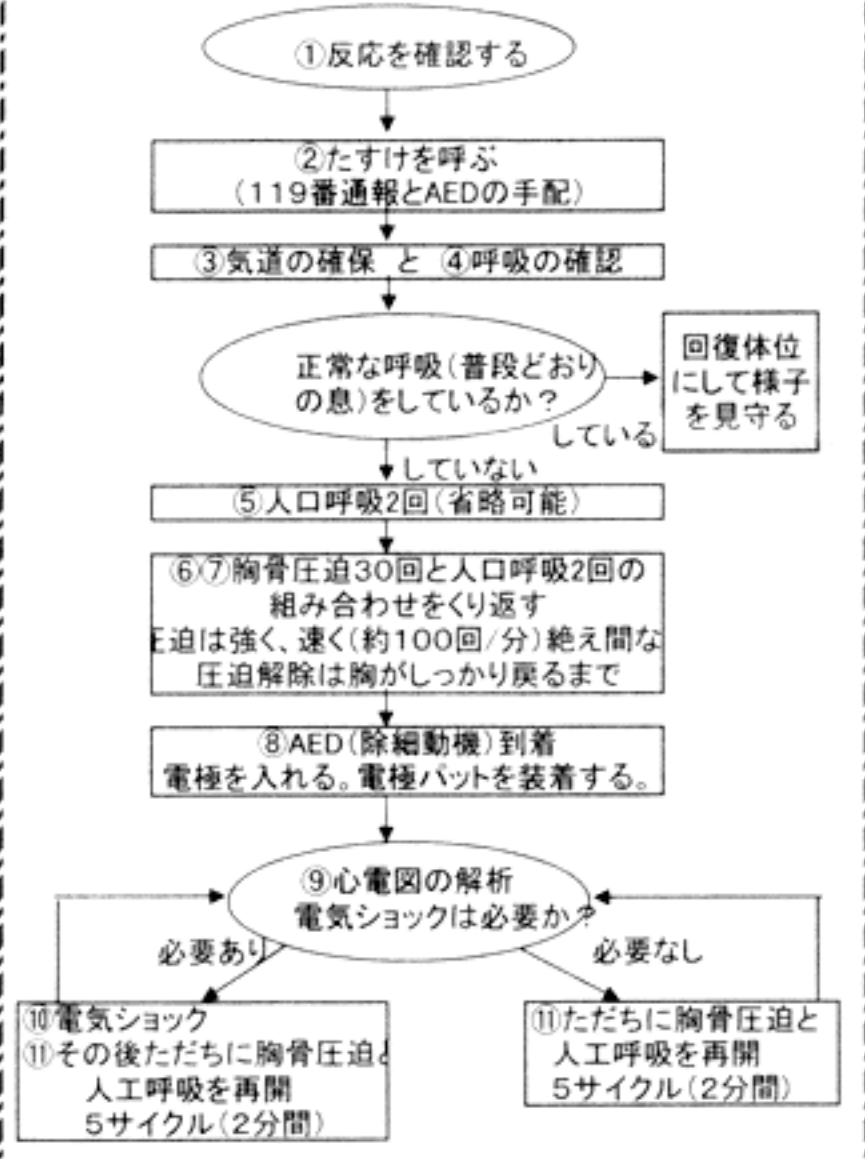 ①反応を確認する
②たすけを呼ぶ
(119番通報とAEDの手配)
③気道の確保 と ④呼吸の確認
正常な呼吸(普段どおり
の息)をしているか?
回復体位
にして様子
を見守る
している
していない
⑤人口呼吸2回(省略可能)
⑥⑦胸骨圧迫30回と人口呼吸2回の
組み合わせをくり返す
圧迫は強く、速く(約100回/分)絶え間な
圧迫解除は胸がしっかり戻るまで
⑧AED(除細動機)到着
電極を入れる。電極パットを装着する。
⑨心電図の解析
電気ショックは必要か?
必要あり
必要なし
⑩電気ショック
⑪その後ただちに胸骨圧迫と
人工呼吸を再開
5サイクル(2分間)
⑪ただちに胸骨圧迫と
人工呼吸を再開
5サイクル(2分間)